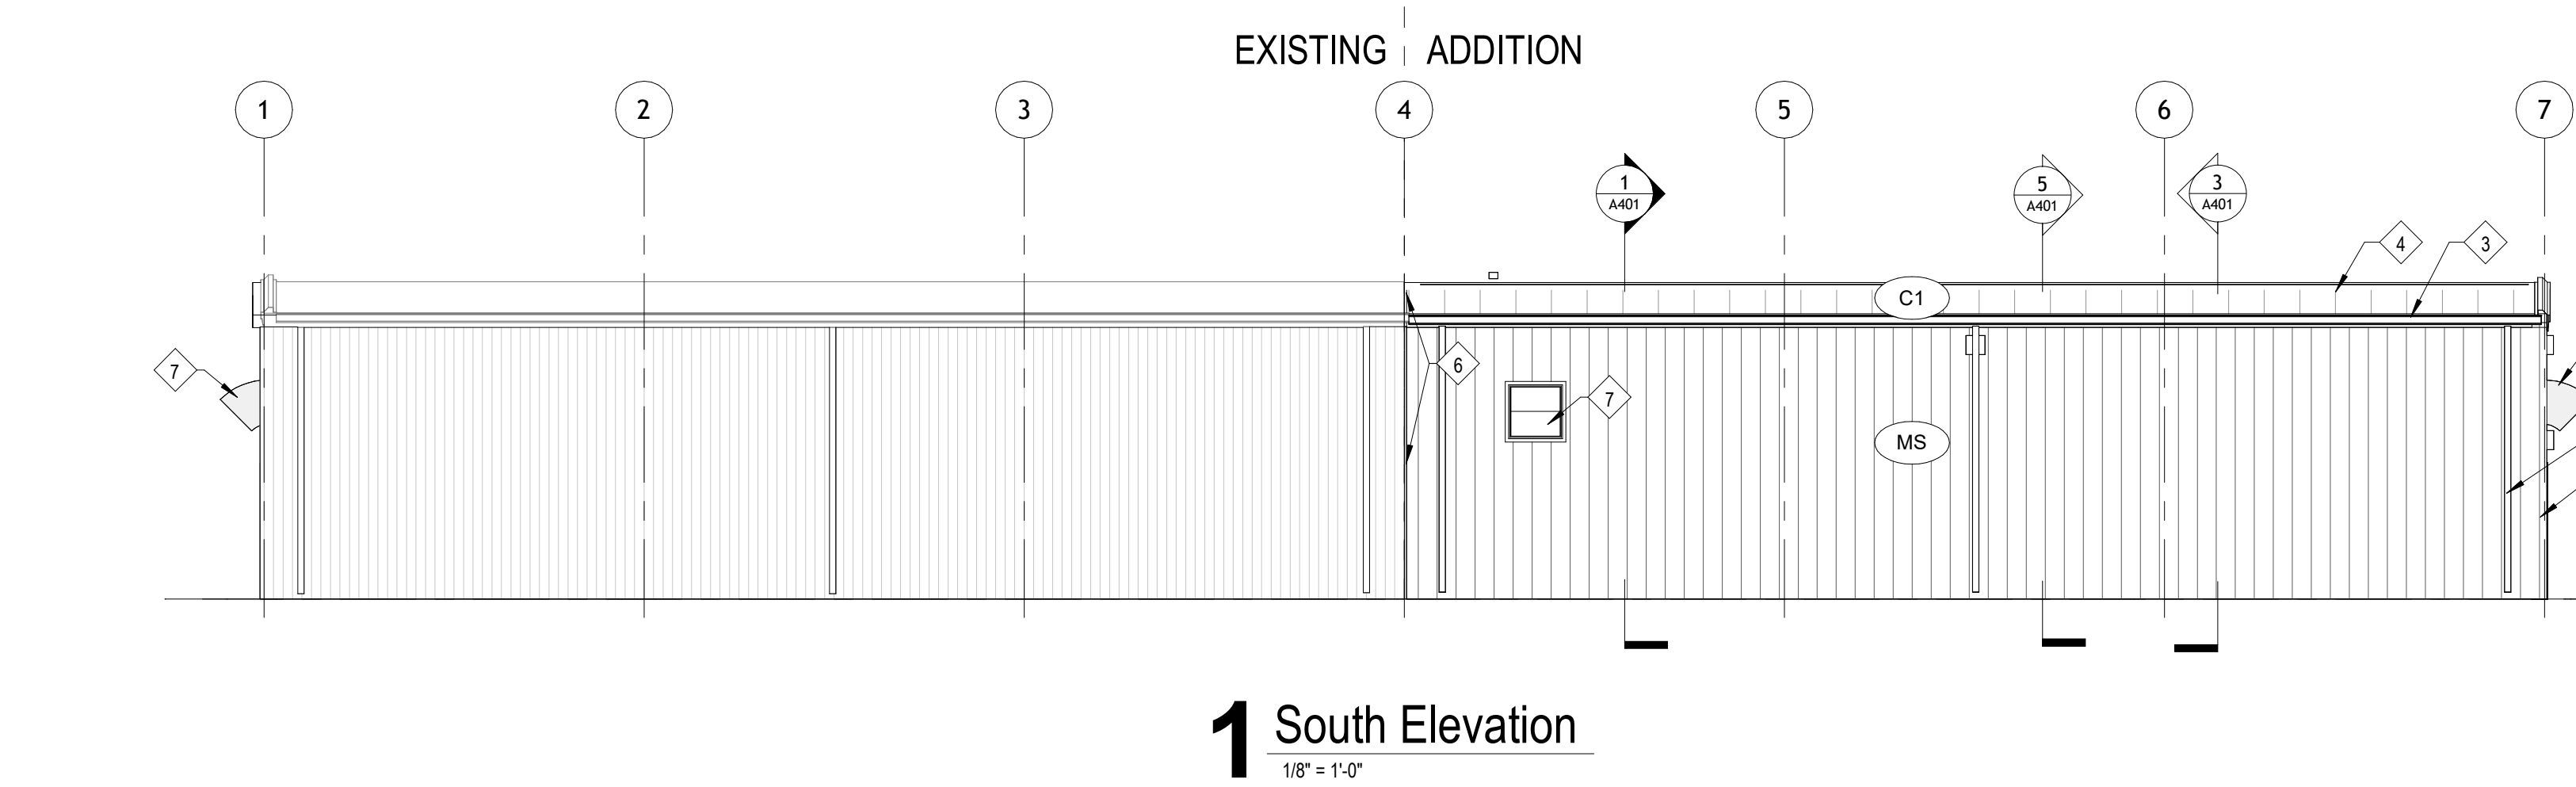 EXISTING ADDITION
1 2 3 4 5 6 7
1
A401
5
A401
3
A401
4
3
C1
7
6
7
MS
1 South Elevation
1/8" = 1'-0"